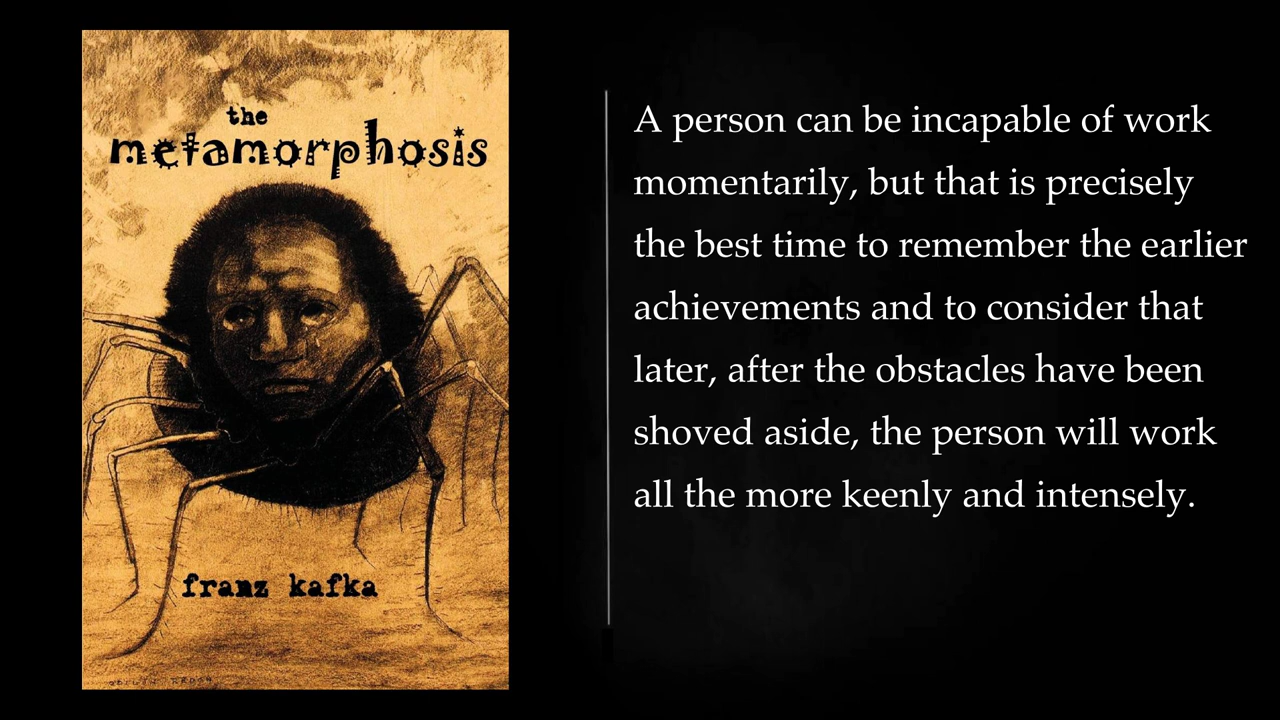 the
metamorphosis
franz kafka
A person can be incapable of work
momentarily, but that is precisely
the best time to remember the earlier
achievements and to consider that
later, after the obstacles have been
shoved aside, the person will work
all the more keenly and intensely.